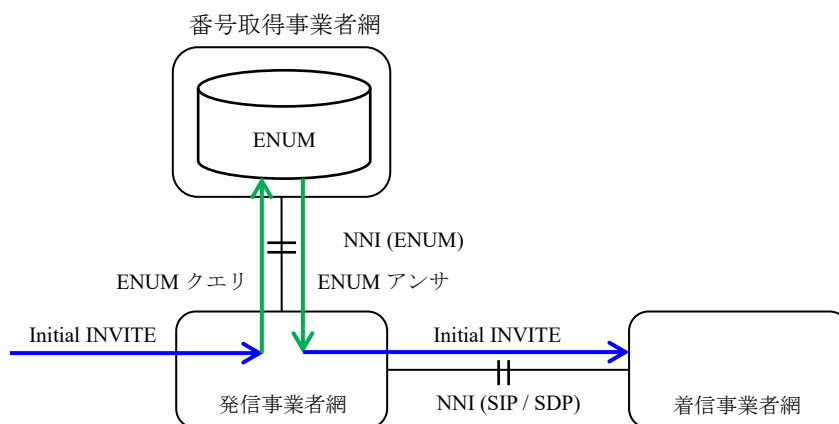 番号取得事業者網
ENUM
NNI (ENUM)
ENUM クエリ
ENUM アンサ
Initial INVITE
Initial INVITE
発信事業者網
NNI (SIP / SDP)
着信事業者網